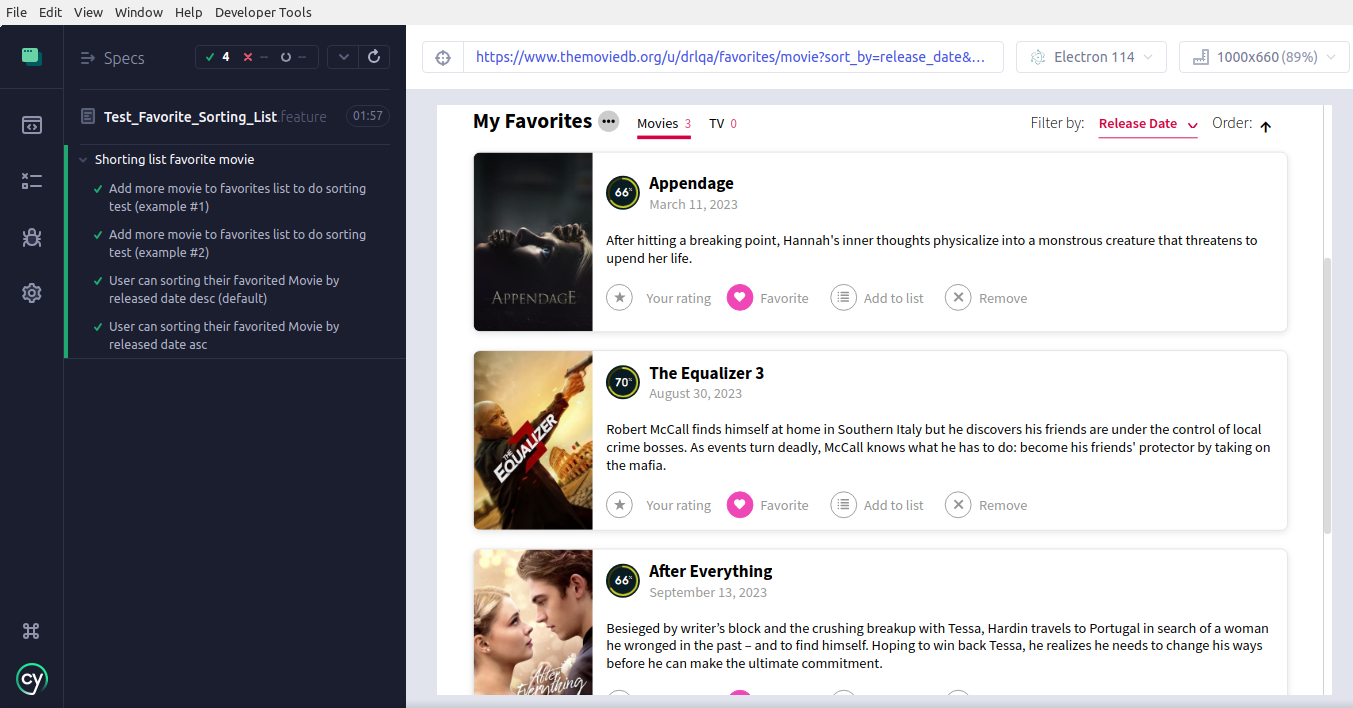 File Edit View Window Help Developer Tools
Specs
4 -- --
Test_Favorite_Sorting_List.feature 01:57
Shorting list favorite movie
Add more movie to favorites list to do sorting
test (example #1)
Add more movie to favorites list to do sorting
test (example #2)
User can sorting their favorited Movie by
released date desc (default)
User can sorting their favorited Movie by
released date asc
cy
https://www.themoviedb.org/u/drlqa/favorites/movie?sort_by=release_date&...
Electron 114
1000x660 (89%)
My Favorites
Movies 3 TV 0
Filter by: Release Date Order:
APPENDAGE
66%
Appendage
March 11, 2023
After hitting a breaking point, Hannah's inner thoughts physicalize into a monstrous creature that threatens to
upend her life.
Your rating Favorite Add to list Remove
THE EQUALIZER 3
70%
The Equalizer 3
August 30, 2023
Robert McCall finds himself at home in Southern Italy but he discovers his friends are under the control of local
crime bosses. As events turn deadly, McCall knows what he has to do: become his friends' protector by taking on
the mafia.
Your rating Favorite Add to list Remove
After Everything
66%
After Everything
September 13, 2023
Besieged by writer’s block and the crushing breakup with Tessa, Hardin travels to Portugal in search of a woman
he wronged in the past – and to find himself. Hoping to win back Tessa, he realizes he needs to change his ways
before he can make the ultimate commitment.